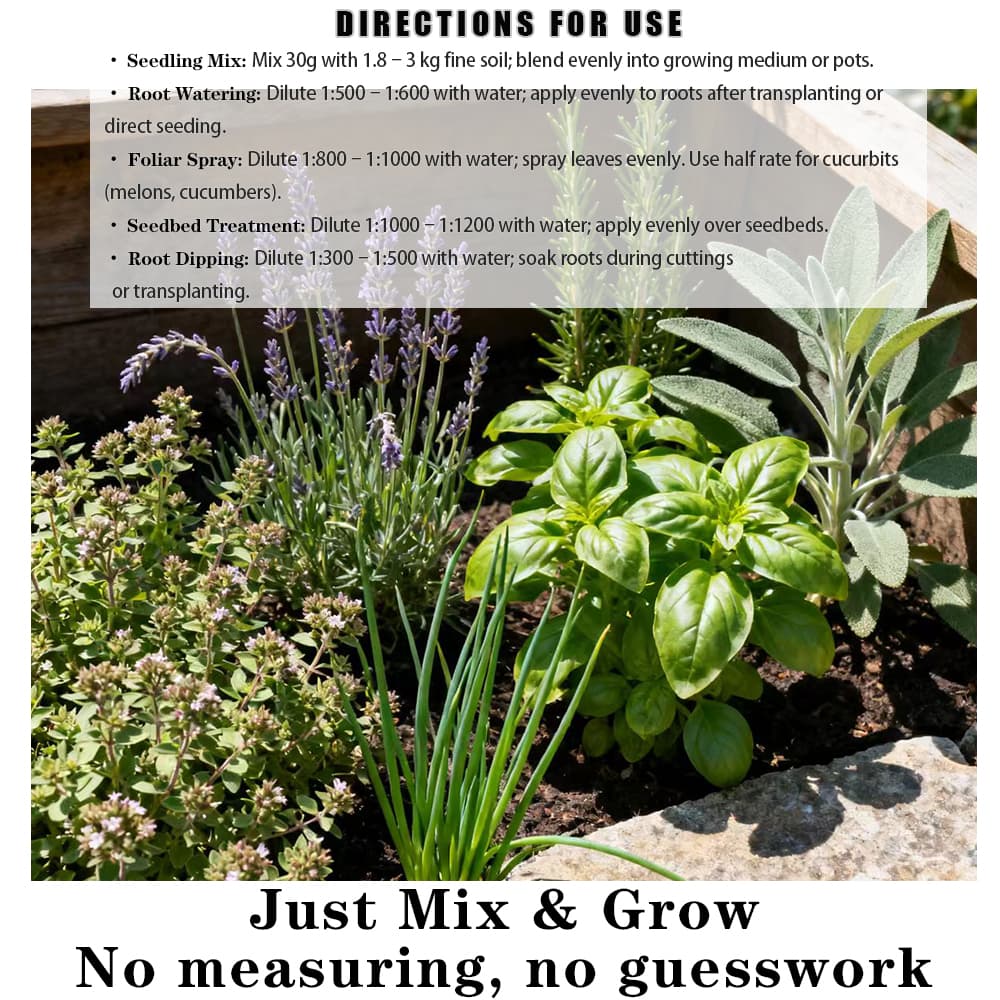 DIRECTIONS FOR USE
• Seedling Mix: Mix 30g with 1.8 – 3 kg fine soil; blend evenly into growing medium or pots.
• Root Watering: Dilute 1:500 – 1:600 with water; apply evenly to roots after transplanting or
direct seeding.
• Foliar Spray: Dilute 1:800 – 1:1000 with water; spray leaves evenly. Use half rate for cucurbits
(melons, cucumbers).
• Seedbed Treatment: Dilute 1:1000 – 1:1200 with water; apply evenly over seedbeds.
• Root Dipping: Dilute 1:300 – 1:500 with water; soak roots during cuttings
or transplanting.
Just Mix & Grow
No measuring, no guesswork